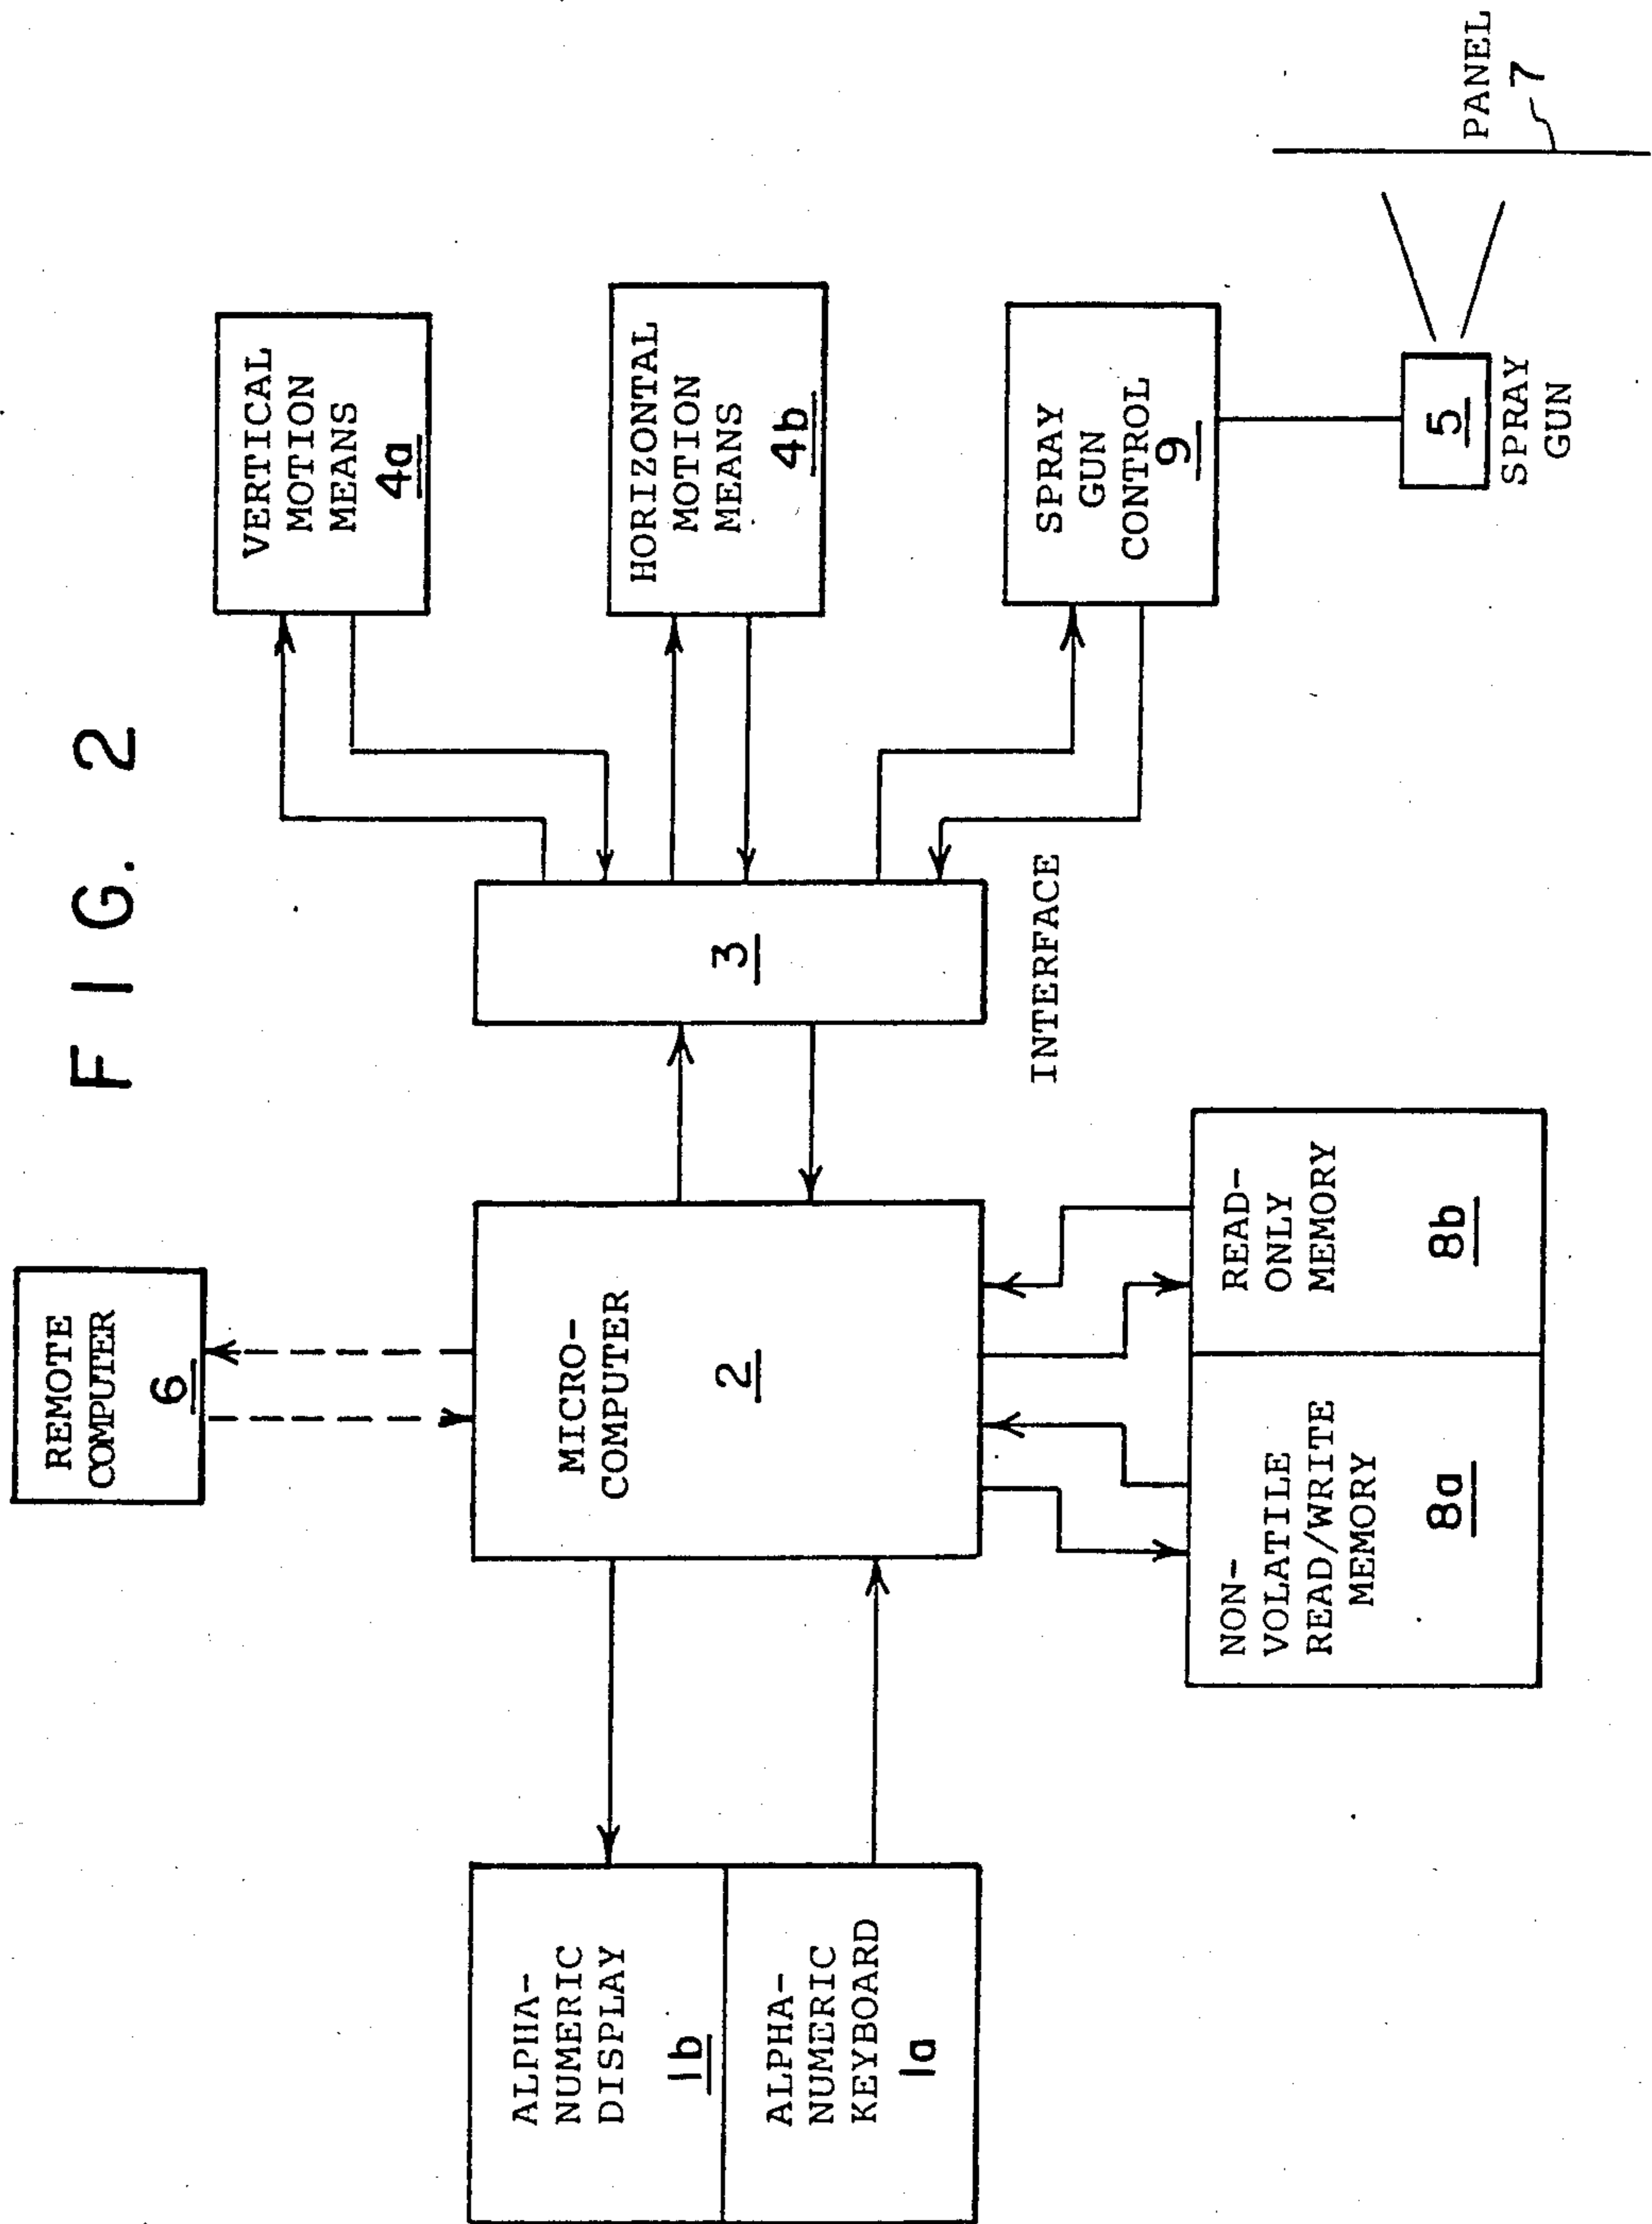 FIG. 2
REMOTE
COMPUTER
6
VERTICAL
MOTION
MEANS
4a
ALPHA-
NUMERIC
DISPLAY
1b
ALPHA-
NUMERIC
KEYBOARD
1a
MICRO-
COMPUTER
2
3
INTERFACE
HORIZONTAL
MOTION
MEANS
4b
NON-
VOLATILE
READ/WRITE
MEMORY
8a
READ-
ONLY
MEMORY
8b
SPRAY
GUN
CONTROL
9
5
SPRAY
GUN
PANEL
7